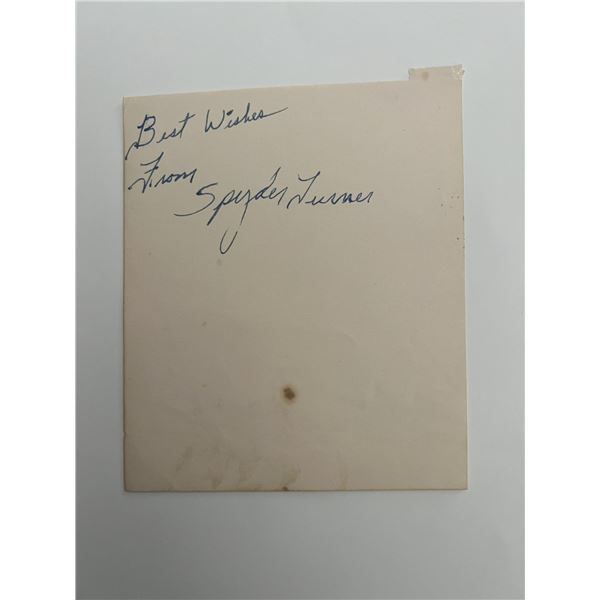 Best Wishes
From
Spyder Turner